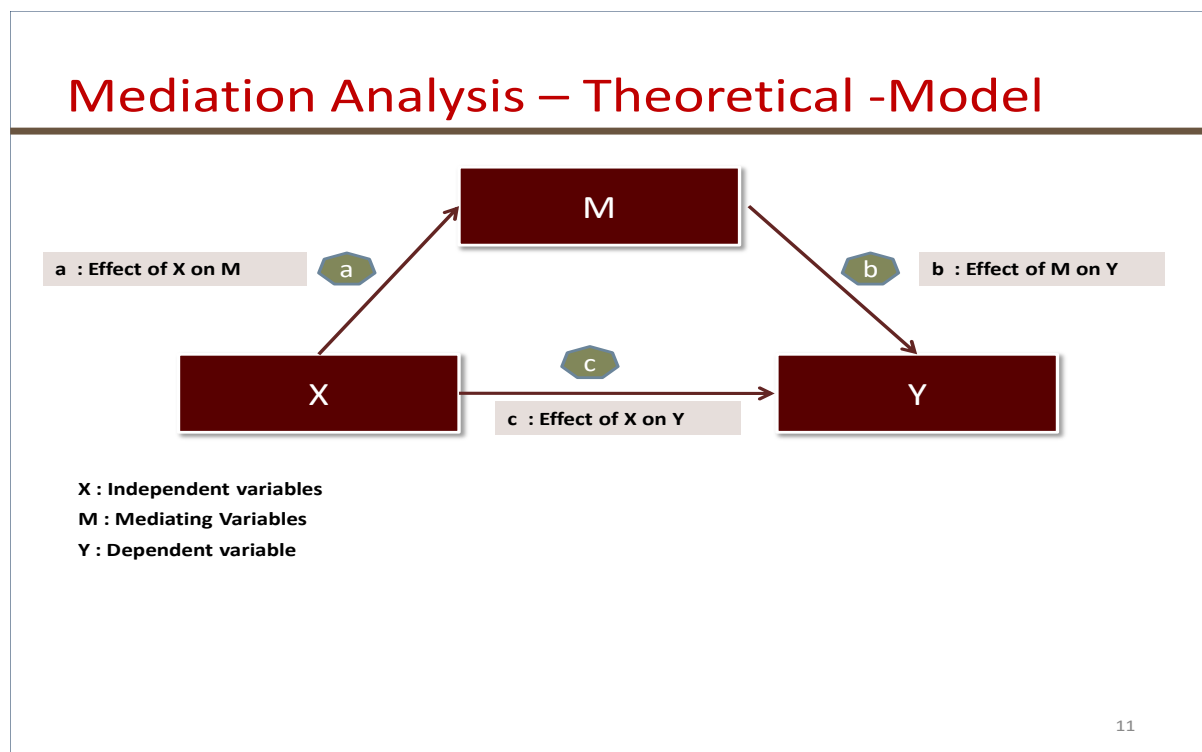 Mediation Analysis – Theoretical -Model
M
a : Effect of X on M
a
b
b : Effect of M on Y
c
X
Y
c : Effect of X on Y
X : Independent variables
M : Mediating Variables
Y : Dependent variable
11